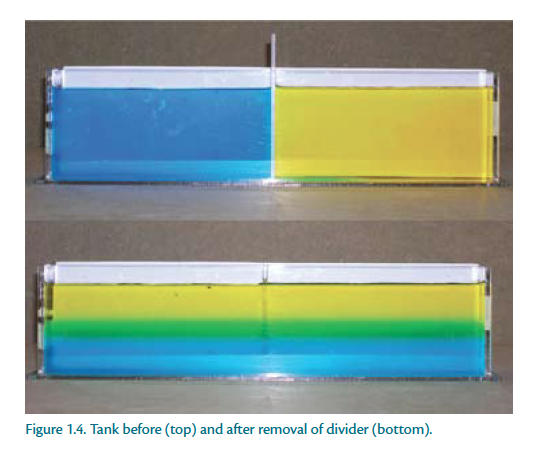 Figure 1.4. Tank before (top) and after removal of divider (bottom).